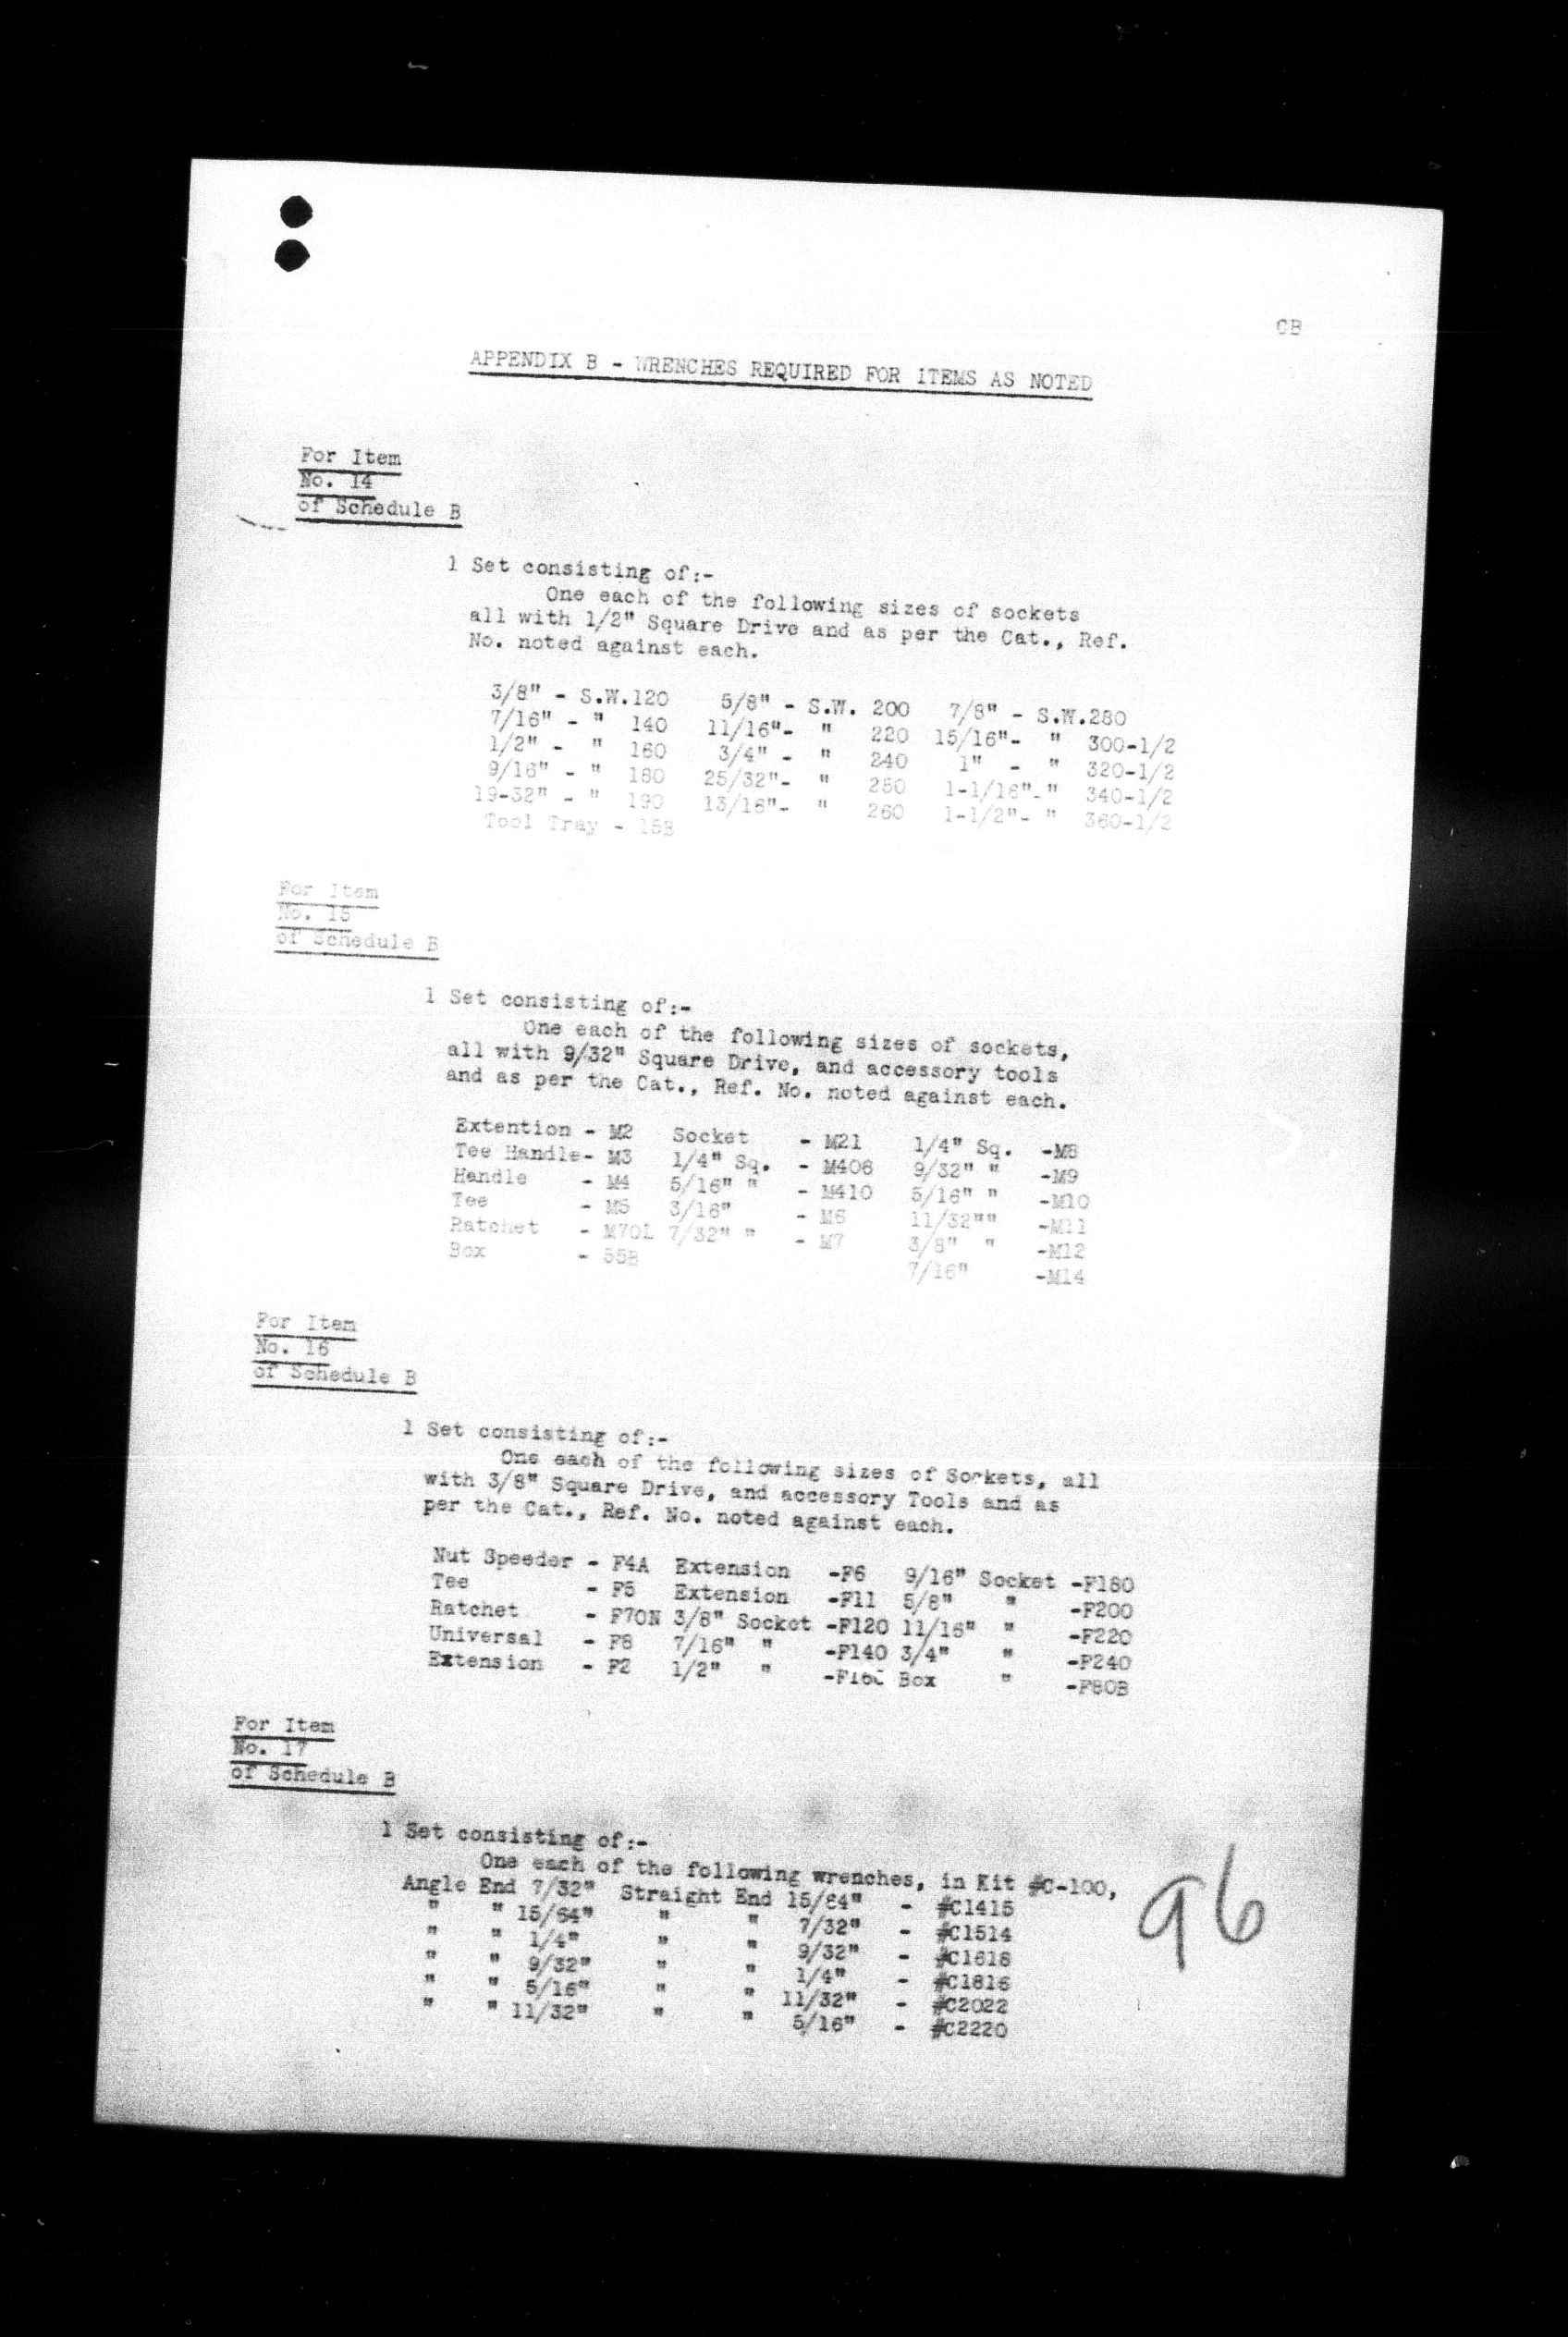 CB
APPENDIX B - WRENCHES REQUIRED FOR ITEMS AS NOTED
For Item
No. 14
of Schedule B
1 Set consisting of:-
One each of the following sizes of sockets
all with 1/2" Square Drive and as per the Cat., Ref.
No. noted against each.
3/8" - S.W.120 5/8" - S.W. 200 7/8" - S.W.280
7/16" - " 140 11/16"- " 220 15/16"- " 300-1/2
1/2" - " 160 3/4" - " 240 1" - " 320-1/2
9/16" - " 180 25/32"- " 250 1-1/16"-" 340-1/2
19-32" - " 190 13/16"- " 260 1-1/2"- " 360-1/2
Tool Tray - 15B
For Item
No. 15
of Schedule B
1 Set consisting of:-
One each of the following sizes of sockets,
all with 9/32" Square Drive, and accessory tools
and as per the Cat., Ref. No. noted against each.
Extention - M2 Socket - M21 1/4" Sq. -M8
Tee Handle- M3 1/4" Sq. - M408 9/32" " -M9
Handle - M4 5/16" " - M410 5/16" " -M10
Tee - M5 3/16" - M6 11/32"" -M11
Ratchet - M70L 7/32" " - M7 3/8" " -M12
Box - 55B 7/16" -M14
For Item
No. 16
of Schedule B
1 Set consisting of:-
One each of the following sizes of Sockets, all
with 3/8" Square Drive, and accessory Tools and as
per the Cat., Ref. No. noted against each.
Nut Speeder - F4A Extension -F6 9/16" Socket -F180
Tee - F5 Extension -F11 5/8" " -F200
Ratchet - F70N 3/8" Socket -F120 11/16" " -F220
Universal - F8 7/16" " -F140 3/4" " -F240
Extension - F2 1/2" " -F160 Box " -F80B
For Item
No. 17
of Schedule B
1 Set consisting of:-
One each of the following wrenches, in Kit #C-100,
Angle End 7/32" Straight End 15/64" - #C1415
" " 15/64" " " 7/32" - #C1514
" " 1/4" " " 9/32" - #C1618
" " 9/32" " " 1/4" - #C1816
" " 5/16" " " 11/32" - #C2022
" " 11/32" " " 5/16" - #C2220
96